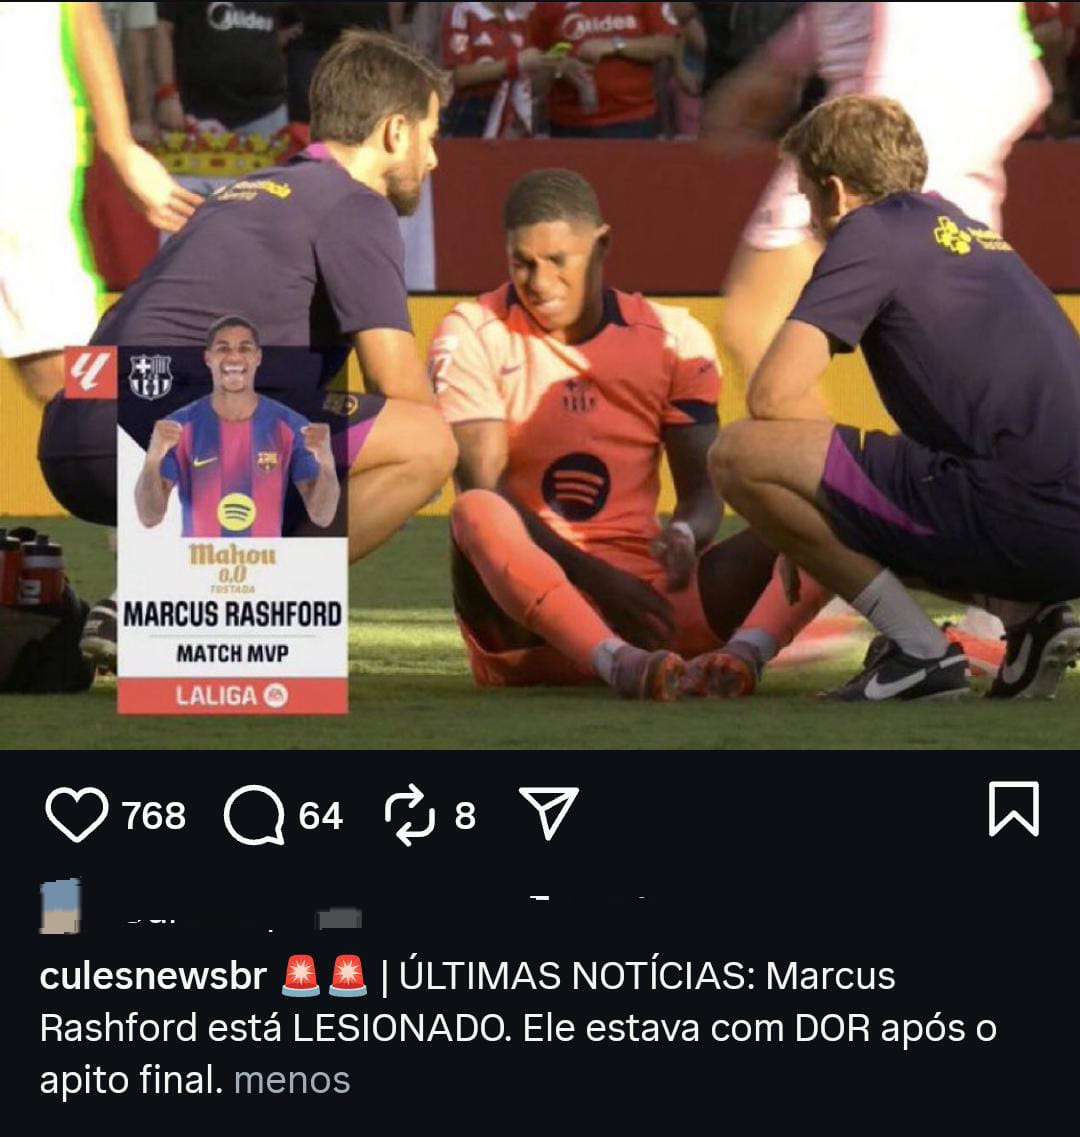 Midea
Midea
Mahou
0,0
TOSTADA
MARCUS RASHFORD
MATCH MVP
LALIGA
768
64
8
culesnewsbr 🚨🚨 | ÚLTIMAS NOTÍCIAS: Marcus
Rashford está LESIONADO. Ele estava com DOR após o
apito final. menos